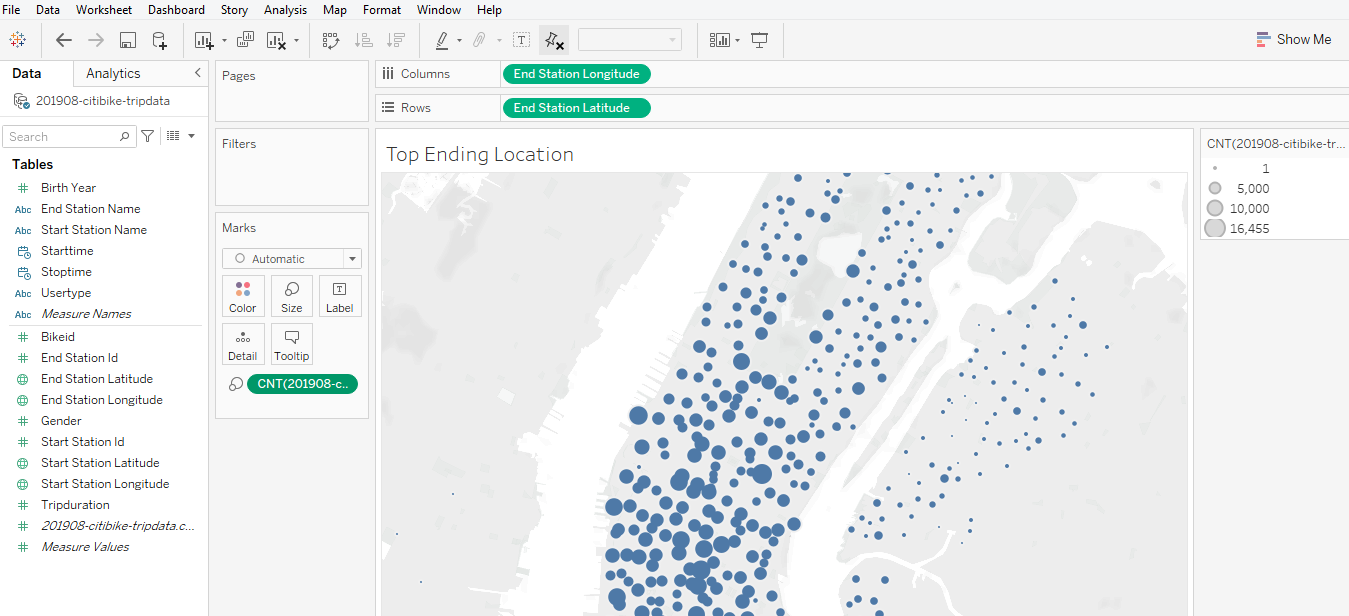 File Data Worksheet Dashboard Story Analysis Map Format Window Help
Show Me
Data Analytics
201908-citibike-tripdata
Search
Tables
Birth Year
Abc End Station Name
Abc Start Station Name
Starttime
Stoptime
Abc Usertype
Abc Measure Names
Bikeid
End Station Id
End Station Latitude
End Station Longitude
Gender
Start Station Id
Start Station Latitude
Start Station Longitude
Tripduration
201908-citibike-tripdata.c...
Measure Values
Pages
Filters
Marks
Automatic
Color Size Label
Detail Tooltip
CNT(201908-c..
Columns End Station Longitude
Rows End Station Latitude
Top Ending Location
CNT(201908-citibike-tr...
1
5,000
10,000
16,455